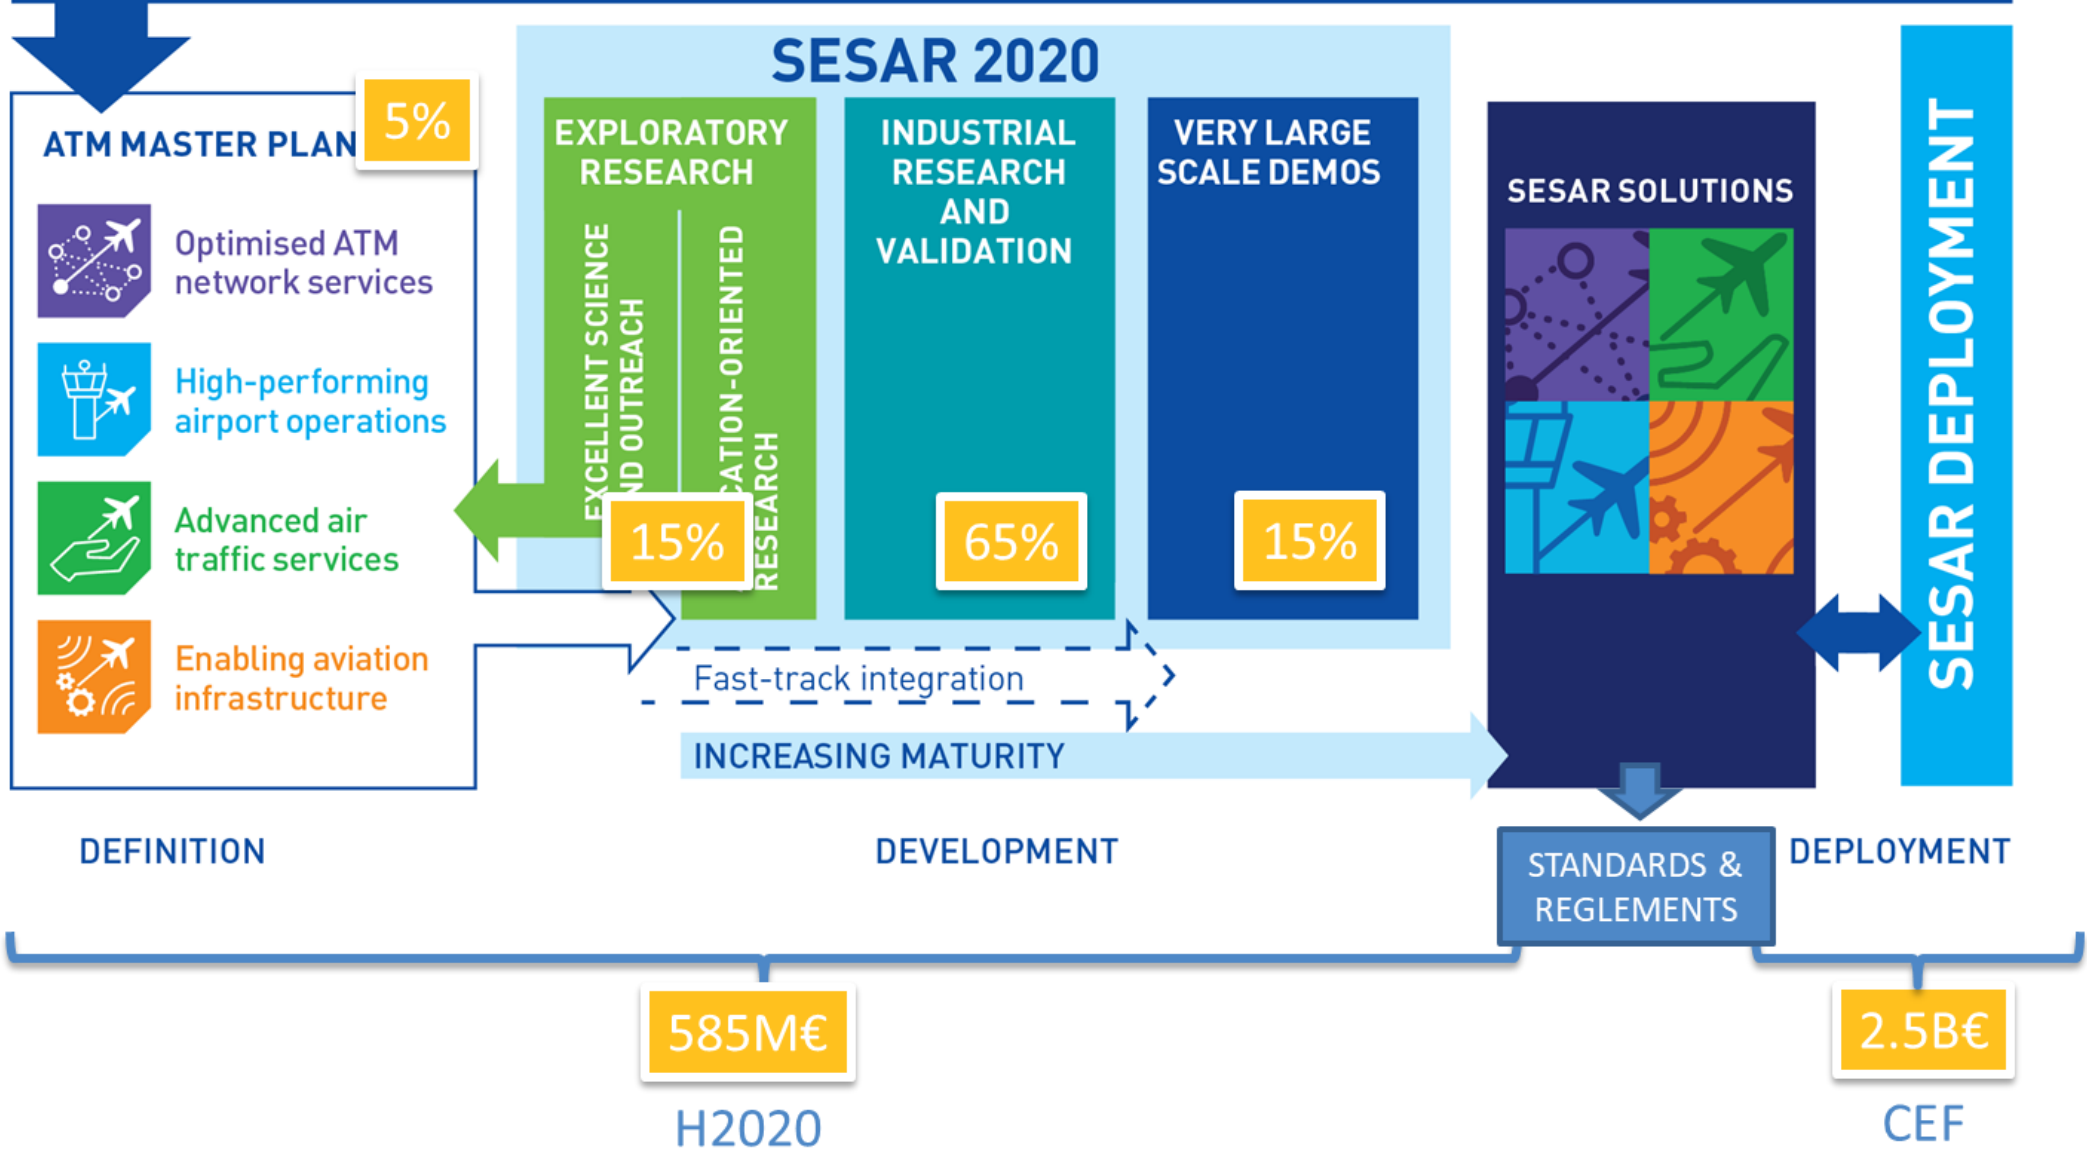 SESAR 2020
ATM MASTER PLAN
5%
Optimised ATM
network services
High-performing
airport operations
Advanced air
traffic services
Enabling aviation
infrastructure
DEFINITION
EXPLORATORY
RESEARCH
EXCELLENT SCIENCE
OUTREACH
RESEARCH
15%
INDUSTRIAL
RESEARCH
AND
VALIDATION
65%
VERY LARGE
SCALE DEMOS
15%
Fast-track integration
INCREASING MATURITY
DEVELOPMENT
SESAR SOLUTIONS
STANDARDS &
REGLEMENTS
SESAR DEPLOYMENT
DEPLOYMENT
585M€
H2020
2.5B€
CEF